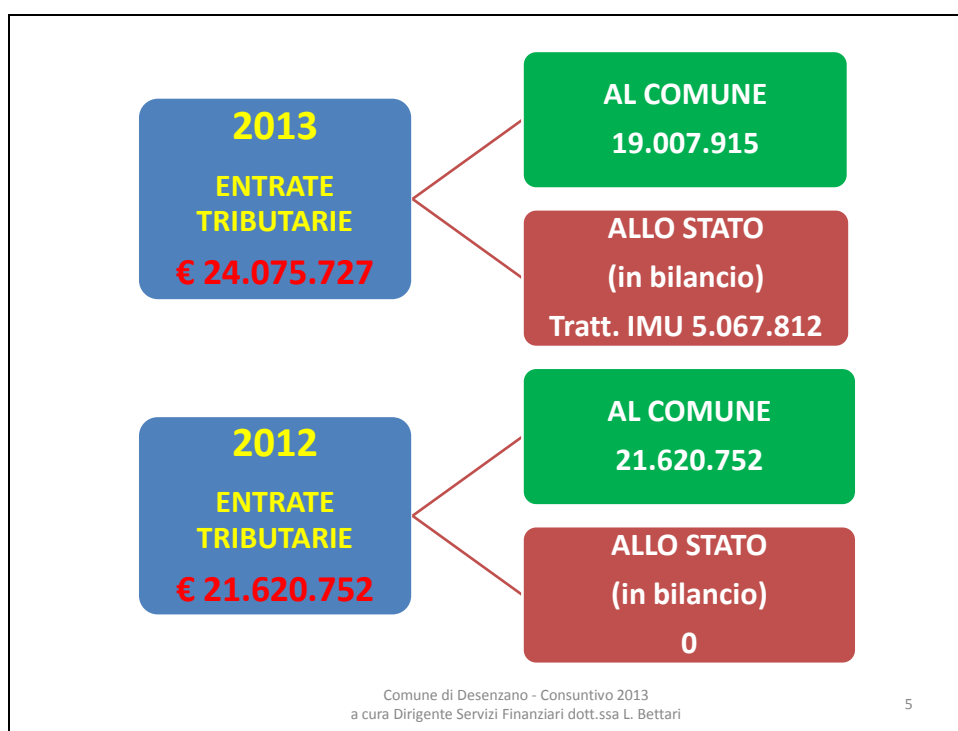 2013
ENTRATE
TRIBUTARIE
€ 24.075.727
AL COMUNE
19.007.915
ALLO STATO
(in bilancio)
Tratt. IMU 5.067.812
2012
ENTRATE
TRIBUTARIE
€ 21.620.752
AL COMUNE
21.620.752
ALLO STATO
(in bilancio)
0
Comune di Desenzano - Consuntivo 2013
a cura Dirigente Servizi Finanziari dott.ssa L. Bettari
5